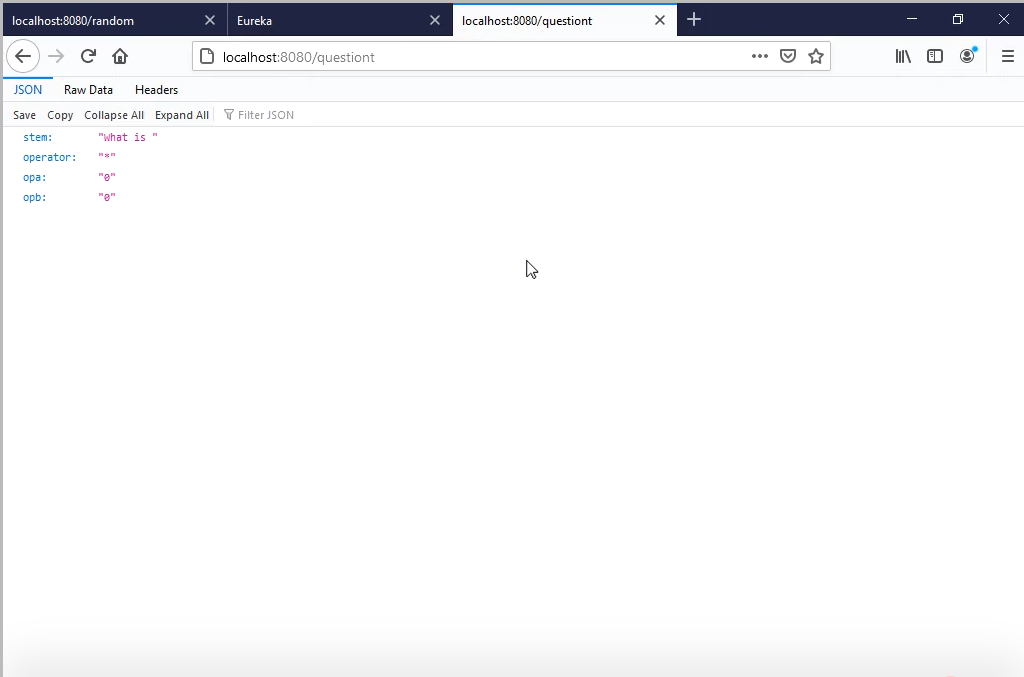 localhost:8080/random Eureka localhost:8080/questiont
localhost:8080/questiont
JSON Raw Data Headers
Save Copy Collapse All Expand All Filter JSON
stem: "What is "
operator: "*"
opa: "0"
opb: "0"